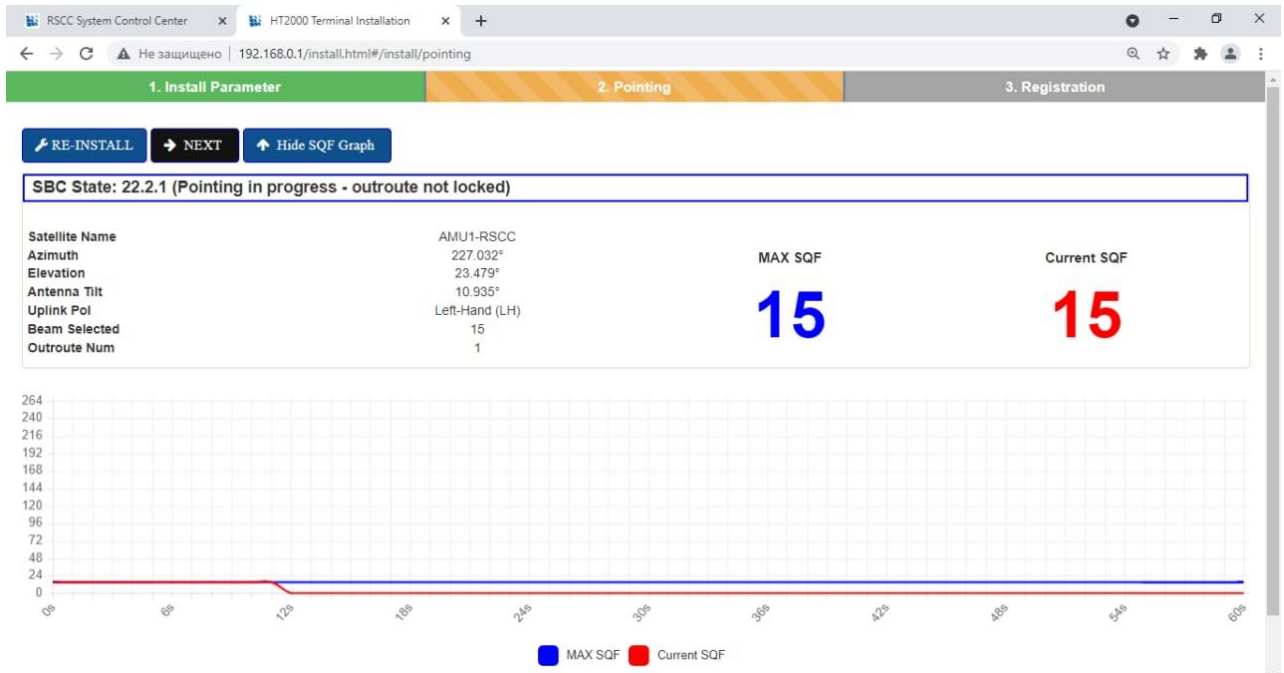 RSCC System Control Center
HT2000 Terminal Installation
Не защищено | 192.168.0.1/install.html#/install/pointing
1. Install Parameter
2. Pointing
3. Registration
RE-INSTALL
NEXT
Hide SQF Graph
SBC State: 22.2.1 (Pointing in progress - outroute not locked)
Satellite Name AMU1-RSCC
Azimuth 227.032°
Elevation 23.479°
Antenna Tilt 10.935°
Uplink Pol Left-Hand (LH)
Beam Selected 15
Outroute Num 1
MAX SQF
15
Current SQF
15
264
240
216
192
168
144
120
96
72
48
24
0
0s 6s 12s 18s 24s 30s 36s 42s 48s 54s 60s
MAX SQF Current SQF